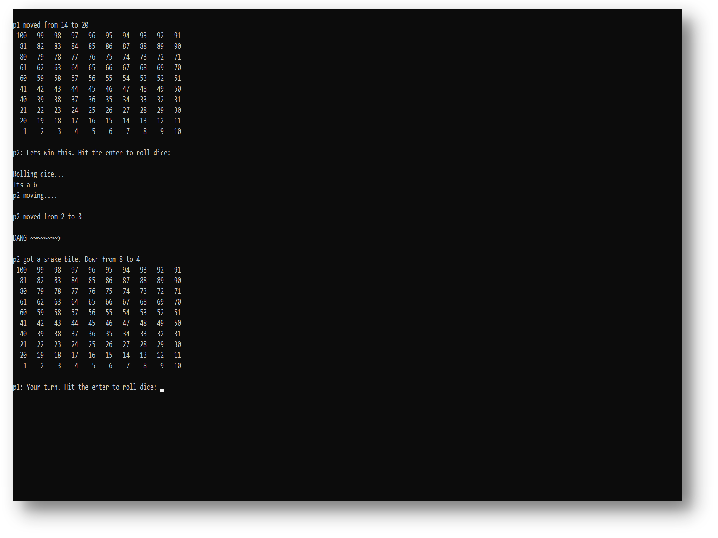 p1 moved from 14 to 20
100 99 98 97 96 95 94 93 92 91
81 82 83 84 85 86 87 88 89 90
80 79 78 77 76 75 74 73 72 71
61 62 63 64 65 66 67 68 69 70
60 59 58 57 56 55 54 53 52 51
41 42 43 44 45 46 47 48 49 50
40 39 38 37 36 35 34 33 32 31
21 22 23 24 25 26 27 28 29 30
20 19 18 17 16 15 14 13 12 11
1 2 3 4 5 6 7 8 9 10
p2: Lets win this. Hit the enter to roll dice:
Rolling dice...
Its a 6
p2 moving....
p2 moved from 2 to 8
DANG ~~~~~~~~>
p2 got a snake bite. Down from 8 to 4
100 99 98 97 96 95 94 93 92 91
81 82 83 84 85 86 87 88 89 90
80 79 78 77 76 75 74 73 72 71
61 62 63 64 65 66 67 68 69 70
60 59 58 57 56 55 54 53 52 51
41 42 43 44 45 46 47 48 49 50
40 39 38 37 36 35 34 33 32 31
21 22 23 24 25 26 27 28 29 30
20 19 18 17 16 15 14 13 12 11
1 2 3 4 5 6 7 8 9 10
p1: Your turn. Hit the enter to roll dice: